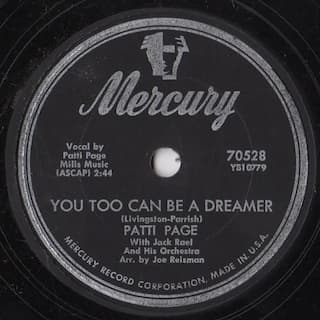 Mercury
Vocal by
Patti Page
Mills Music
(ASCAP) 2:44
70528
YB10779
YOU TOO CAN BE A DREAMER
(Livingston-Parrish)
PATTI PAGE
With Jack Rael
And His Orchestra
Arr. by Joe Reisman
MERCURY RECORD CORPORATION, MADE IN U.S.A.